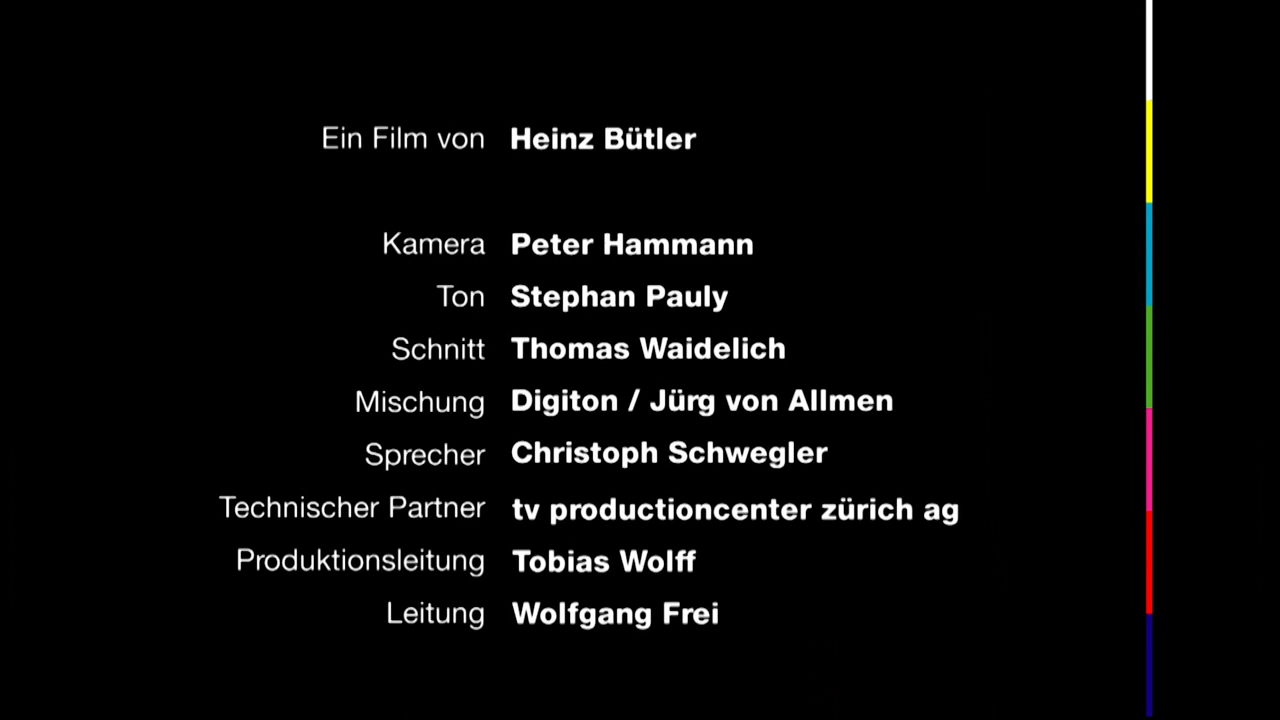 Ein Film von Heinz Bütler
Kamera Peter Hammann
Ton Stephan Pauly
Schnitt Thomas Waidelich
Mischung Digiton / Jürg von Allmen
Sprecher Christoph Schwegler
Technischer Partner tv productioncenter zürich ag
Produktionsleitung Tobias Wolff
Leitung Wolfgang Frei